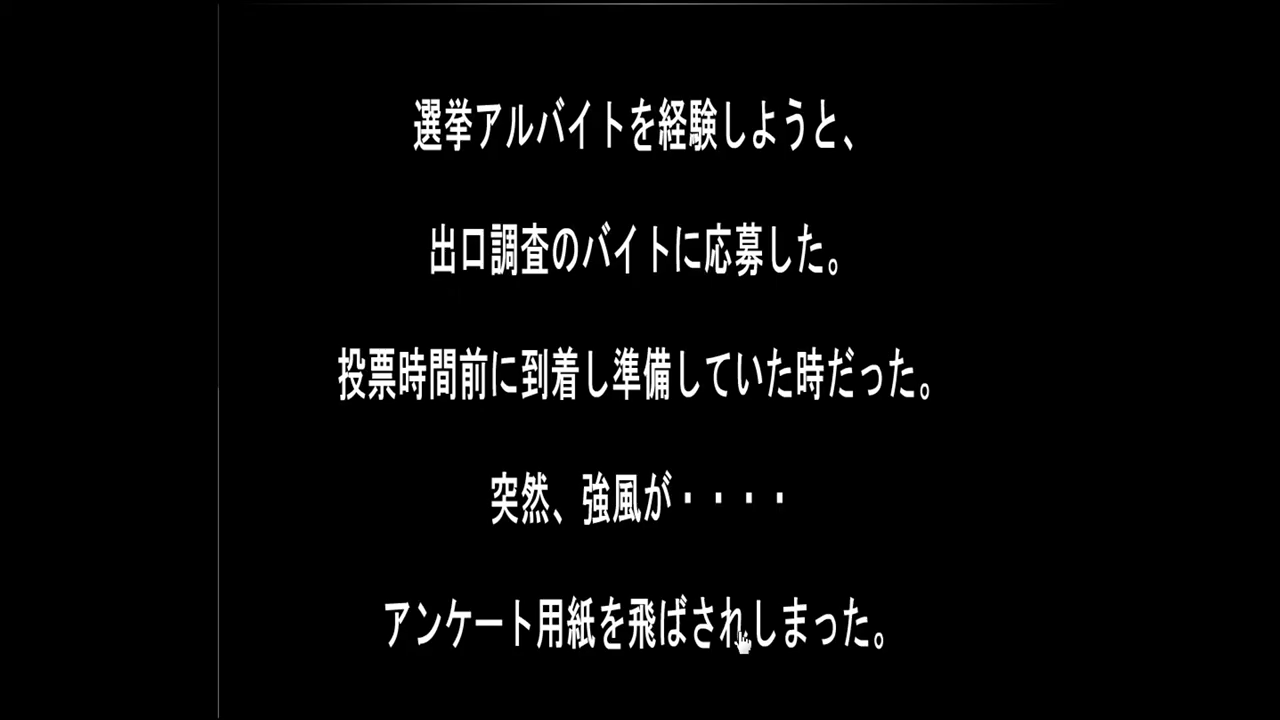 選挙アルバイトを経験しようと、
出口調査のバイトに応募した。
投票時間前に到着し準備していた時だった。
突然、強風が・・・・
アンケート用紙を飛ばされしまった。